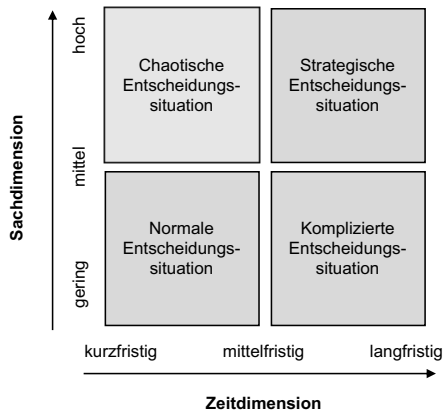 hoch
mittel
gering
Sachdimension
Chaotische
Entscheidungs-
situation
Strategische
Entscheidungs-
situation
Normale
Entscheidungs-
situation
Komplizierte
Entscheidungs-
situation
kurzfristig
mittelfristig
langfristig
Zeitdimension